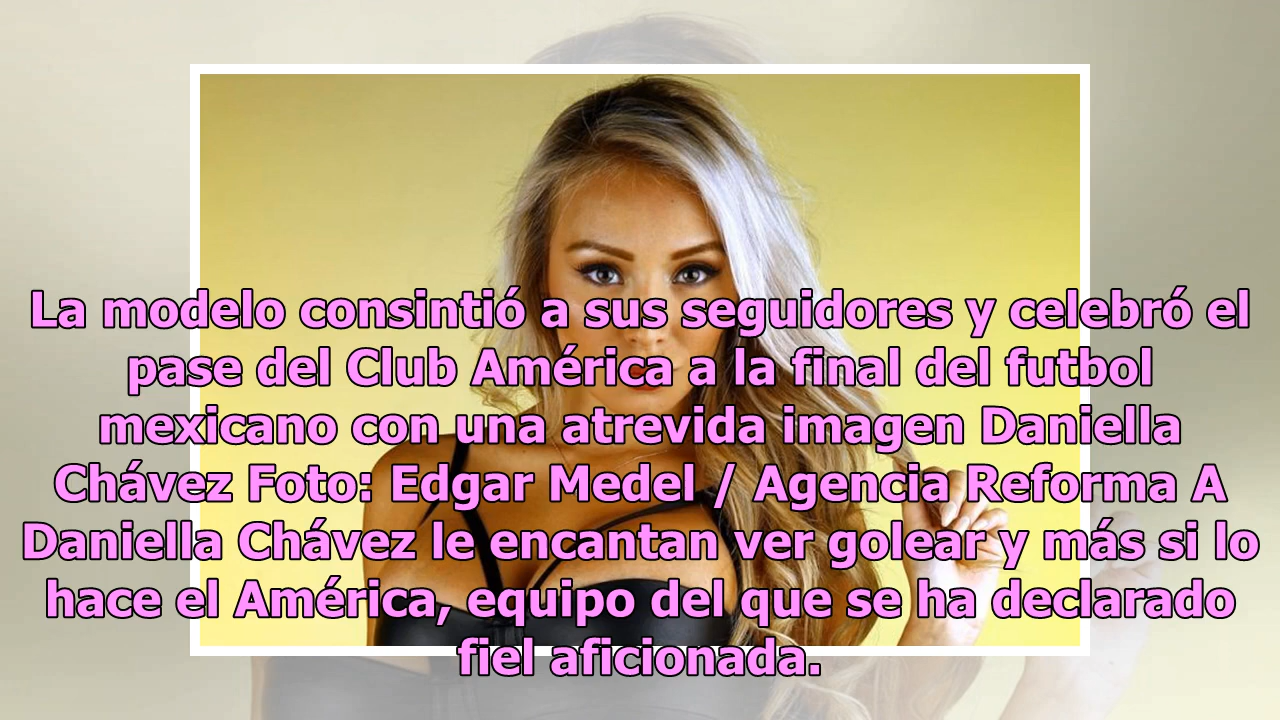 La modelo consintió a sus seguidores y celebró el
pase del Club América a la final del futbol
mexicano con una atrevida imagen Daniella
Chávez Foto: Edgar Medel / Agencia Reforma A
Daniella Chávez le encantan ver golear y más si lo
hace el América, equipo del que se ha declarado
fiel aficionada.